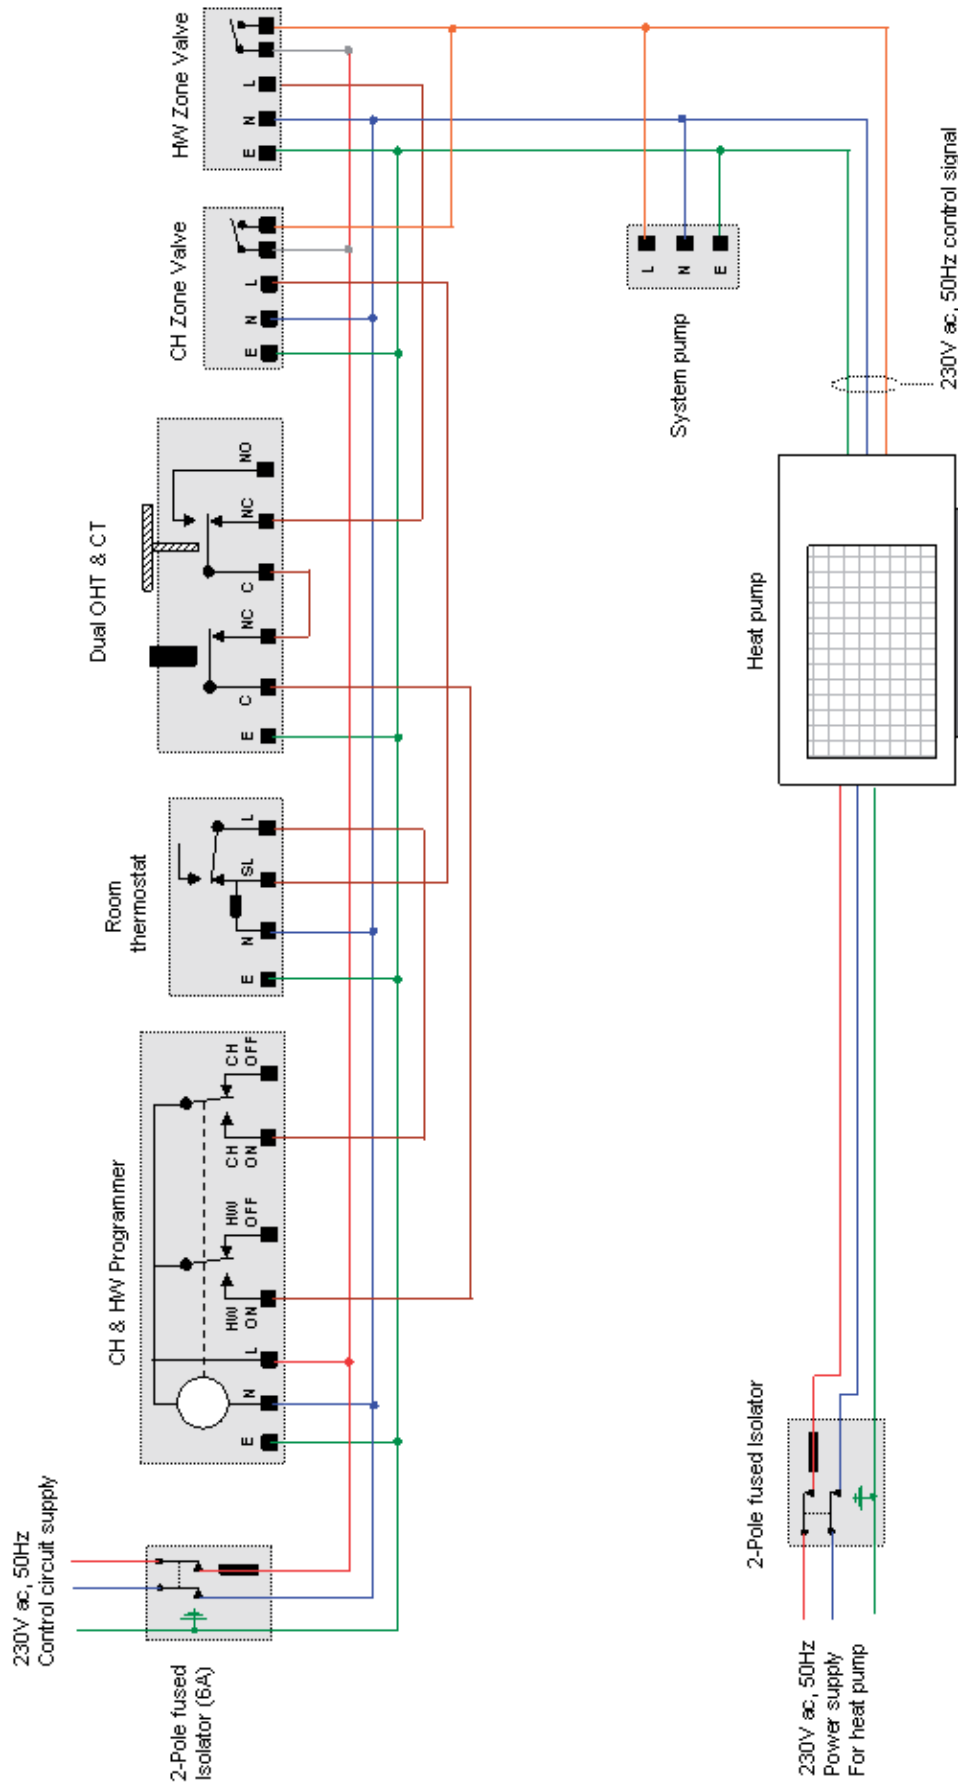 230V ac, 50Hz
Control circuit supply
2-Pole fused
Isolator (6A)
CH & HW Programmer
E
N
L
HW
ON
HW
OFF
CH
ON
CH
OFF
Room
thermostat
E
N
SL
L
Dual OHT & CT
E
C
NC
C
NC
NO
CH Zone Valve
E
N
L
HW Zone Valve
E
N
L
System pump
L
N
E
230V ac, 50Hz
Power supply
For heat pump
2-Pole fused Isolator
Heat pump
230V ac, 50Hz control signal